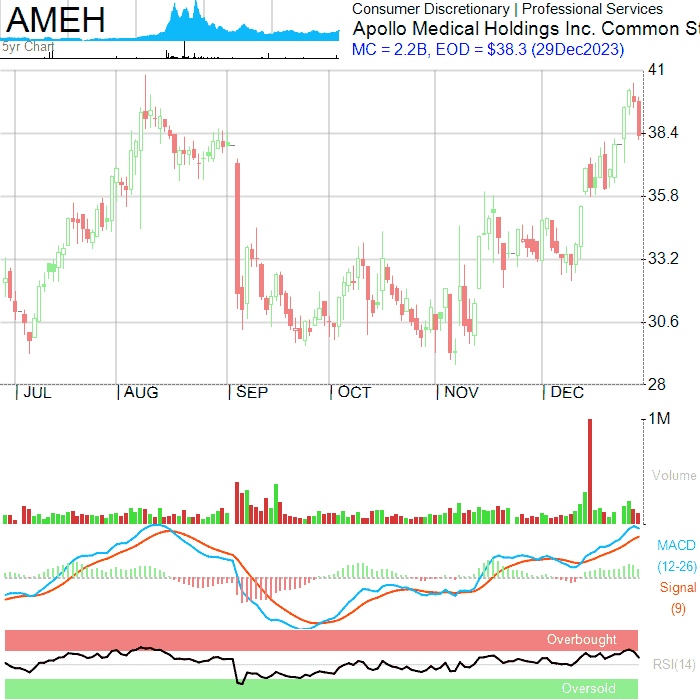 AMEH
5yr Chart
Consumer Discretionary | Professional Services
Apollo Medical Holdings Inc. Common St
MC = 2.2B, EOD = $38.3 (29Dec2023)
41
38.4
35.8
33.2
30.6
28
| JUL | AUG | SEP | OCT | NOV | DEC
1M
Volume
MACD
(12-26)
Signal
(9)
Overbought
RSI(14)
Oversold